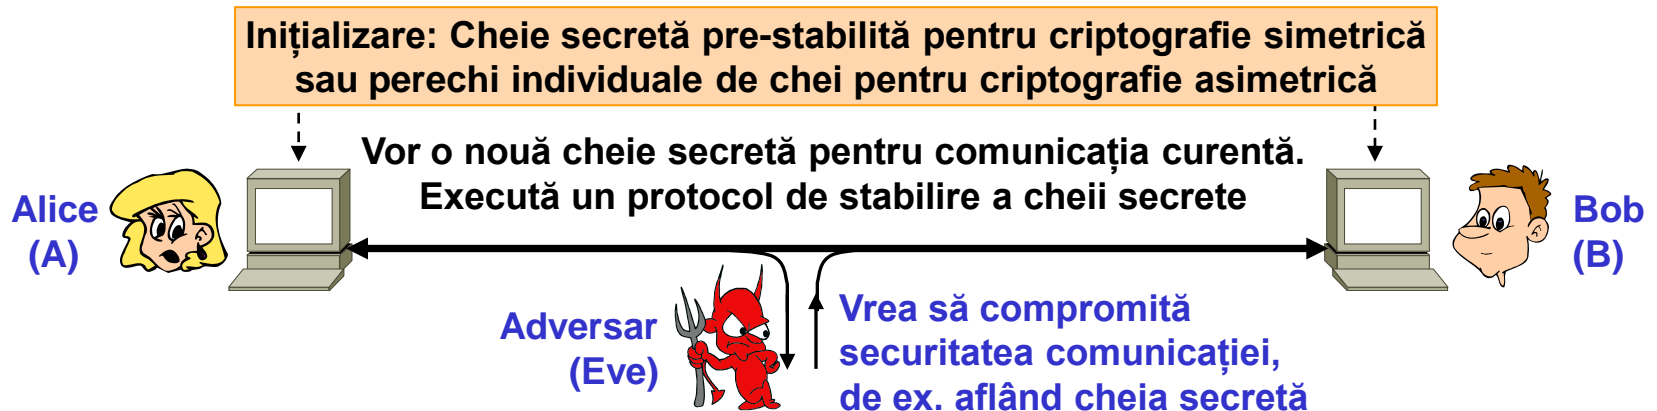 Inițializare: Cheie secretă pre-stabilită pentru criptografie simetrică
sau perechi individuale de chei pentru criptografie asimetrică
Vor o nouă cheie secretă pentru comunicația curentă.
Execută un protocol de stabilire a cheii secrete
Alice
(A)
Bob
(B)
Adversar
(Eve)
Vrea să compromită
securitatea comunicației,
de ex. aflând cheia secretă